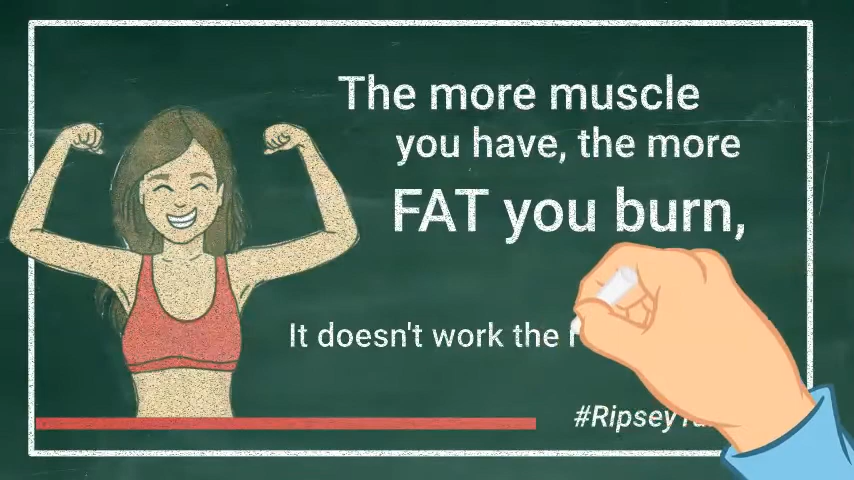 The more muscle
you have, the more
FAT you burn,
It doesn't work the
#Ripsey